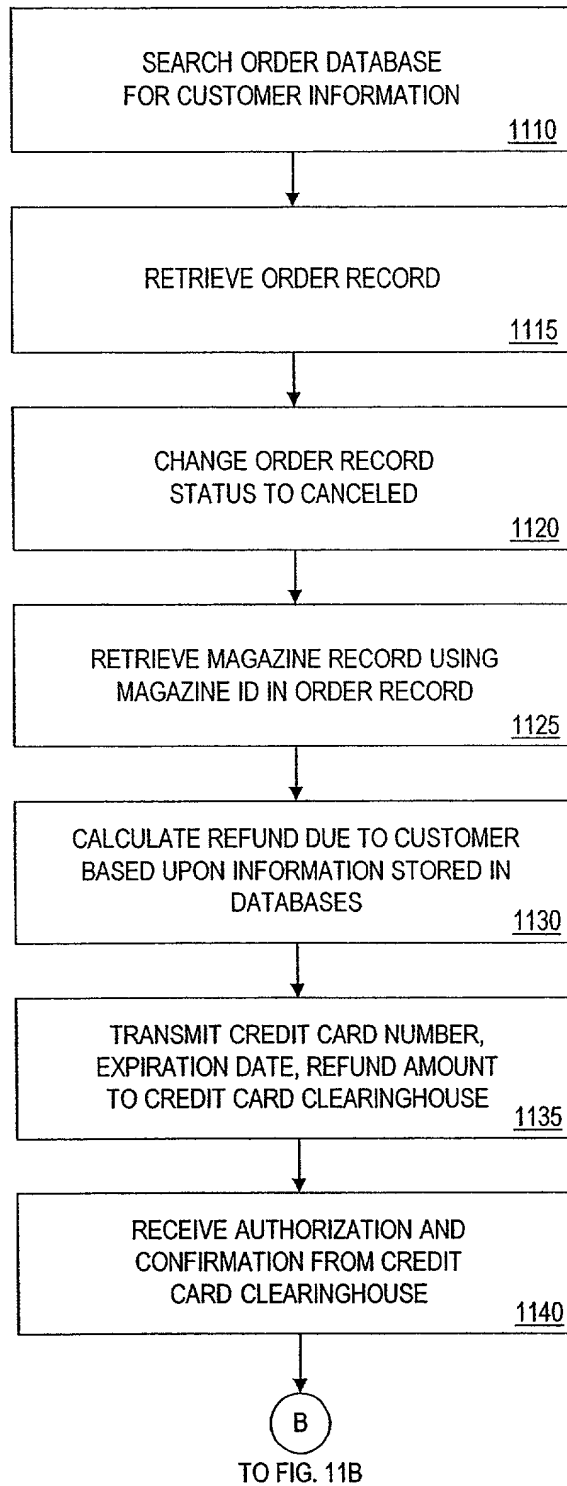 SEARCH ORDER DATABASE
FOR CUSTOMER INFORMATION
1110
RETRIEVE ORDER RECORD
1115
CHANGE ORDER RECORD
STATUS TO CANCELED
1120
RETRIEVE MAGAZINE RECORD USING
MAGAZINE ID IN ORDER RECORD
1125
CALCULATE REFUND DUE TO CUSTOMER
BASED UPON INFORMATION STORED IN
DATABASES
1130
TRANSMIT CREDIT CARD NUMBER,
EXPIRATION DATE, REFUND AMOUNT
TO CREDIT CARD CLEARINGHOUSE
1135
RECEIVE AUTHORIZATION AND
CONFIRMATION FROM CREDIT
CARD CLEARINGHOUSE
1140
B
TO FIG. 11B